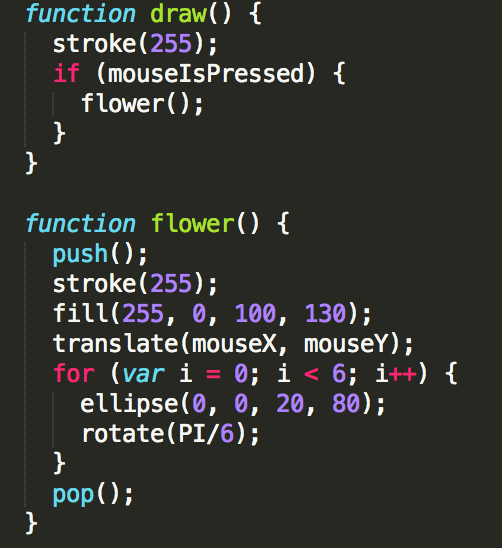 function draw() {
  stroke(255);
  if (mouseIsPressed) {
    flower();
  }
}

function flower() {
  push();
  stroke(255);
  fill(255, 0, 100, 130);
  translate(mouseX, mouseY);
  for (var i = 0; i < 6; i++) {
    ellipse(0, 0, 20, 80);
    rotate(PI/6);
  }
  pop();
}